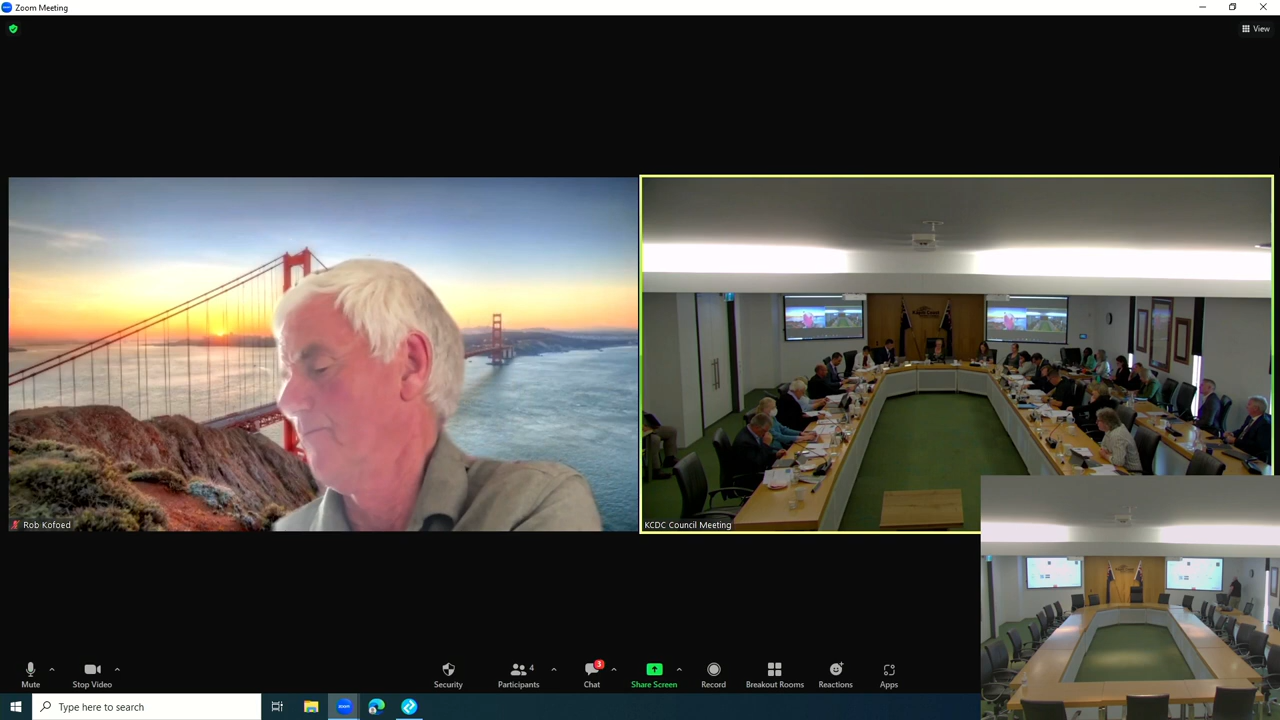 Zoom Meeting
View
Rob Kofoed
KCDC Council Meeting
Mute
Stop Video
Security
Participants
4
Chat
3
Share Screen
Record
Breakout Rooms
Reactions
Apps
Type here to search
zoom